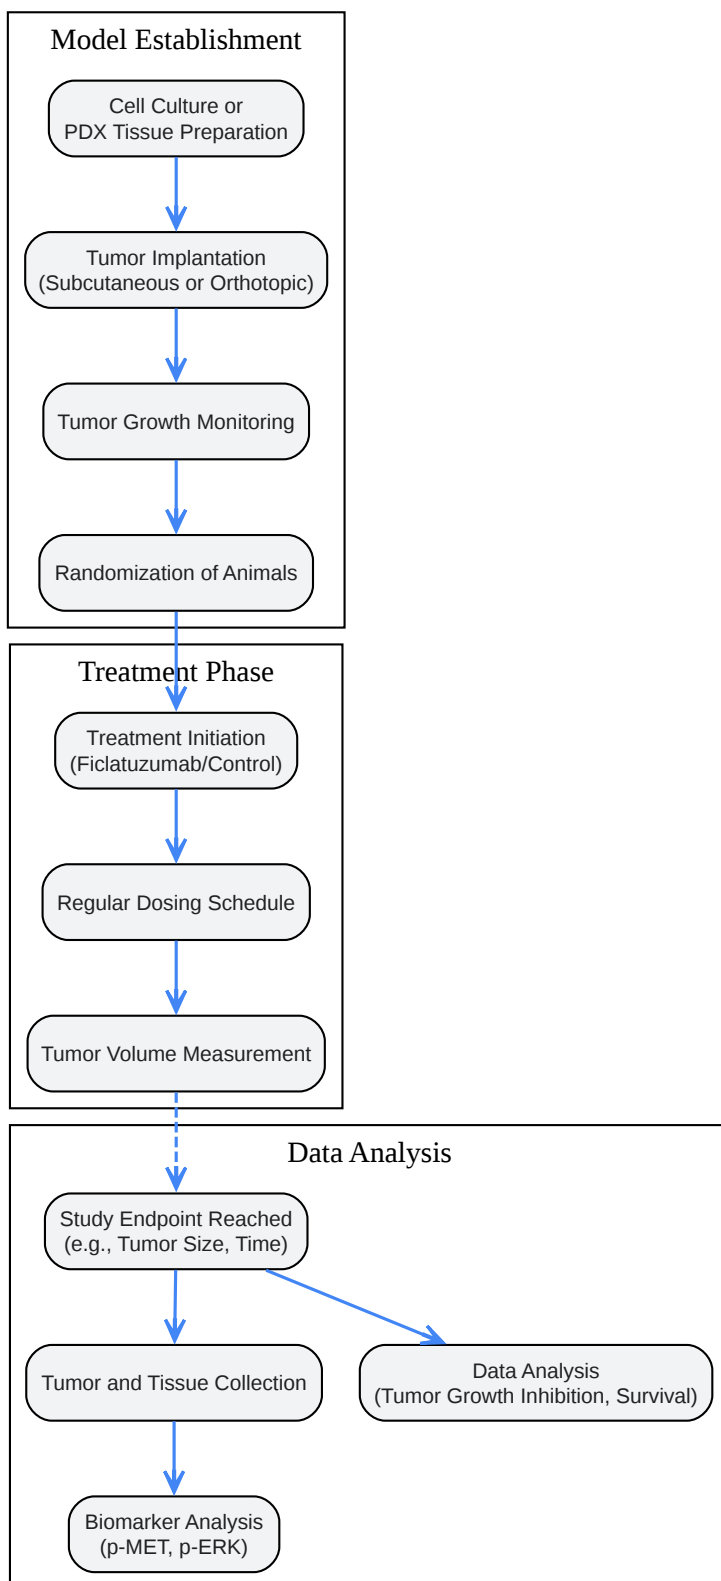 Model Establishment
Cell Culture or
PDX Tissue Preparation
Tumor Implantation
(Subcutaneous or Orthotopic)
Tumor Growth Monitoring
Randomization of Animals
Treatment Phase
Treatment Initiation
(Ficlatuzumab/Control)
Regular Dosing Schedule
Tumor Volume Measurement
Data Analysis
Study Endpoint Reached
(e.g., Tumor Size, Time)
Tumor and Tissue Collection
Data Analysis
(Tumor Growth Inhibition, Survival)
Biomarker Analysis
(p-MET, p-ERK)